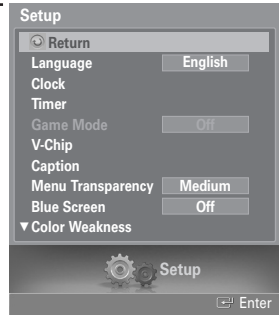 Setup
Return
Language English
Clock
Timer
Game Mode Off
V-Chip
Caption
Menu Transparency Medium
Blue Screen Off
▼ Color Weakness
Setup
Enter